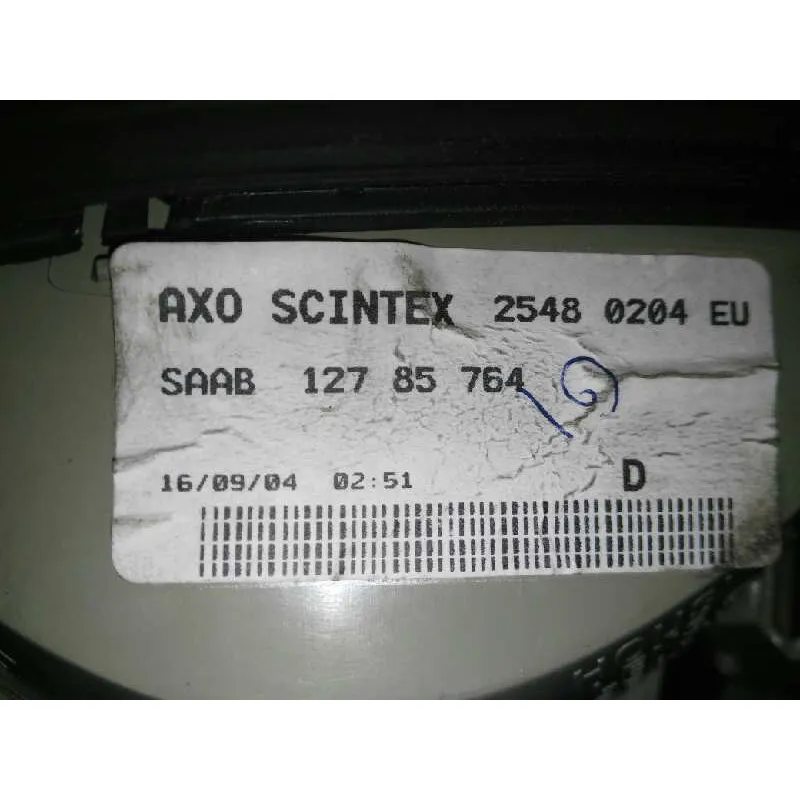 AXO SCINTEX 2548 0204 EU
SAAB 127 85 764
16/09/04 02:51 D